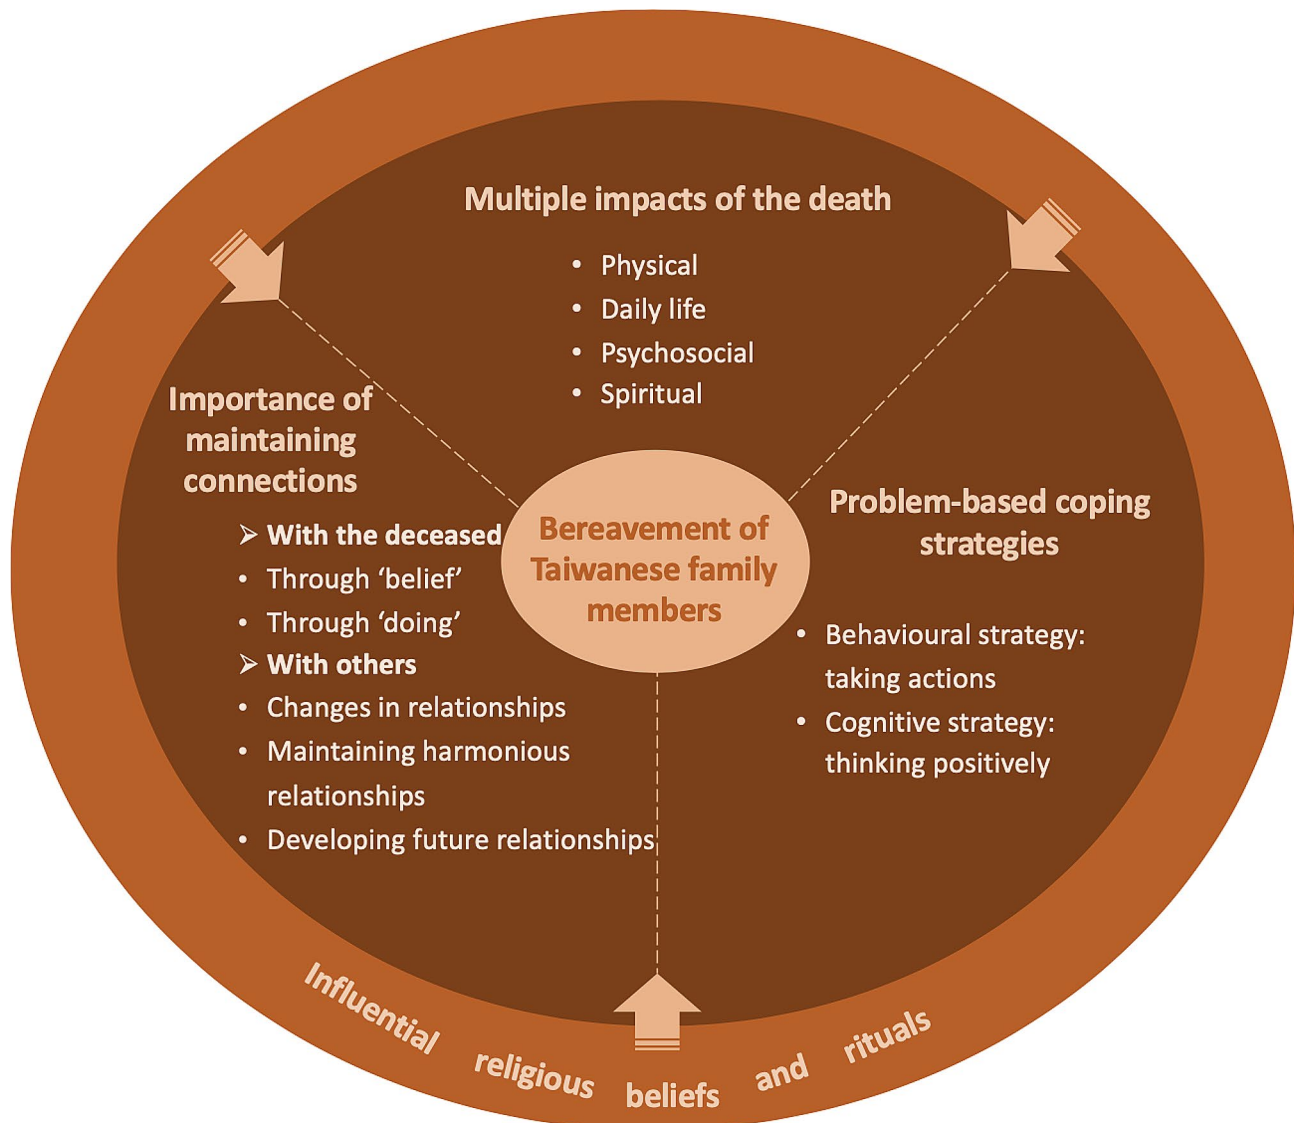 Multiple impacts of the death
• Physical
• Daily life
• Psychosocial
• Spiritual
Importance of
maintaining
connections
➢ With the deceased
• Through ‘belief’
• Through ‘doing’
➢ With others
• Changes in relationships
• Maintaining harmonious
relationships
• Developing future relationships
Bereavement of
Taiwanese family
members
Problem-based coping
strategies
• Behavioural strategy:
taking actions
• Cognitive strategy:
thinking positively
Influential religious beliefs and rituals